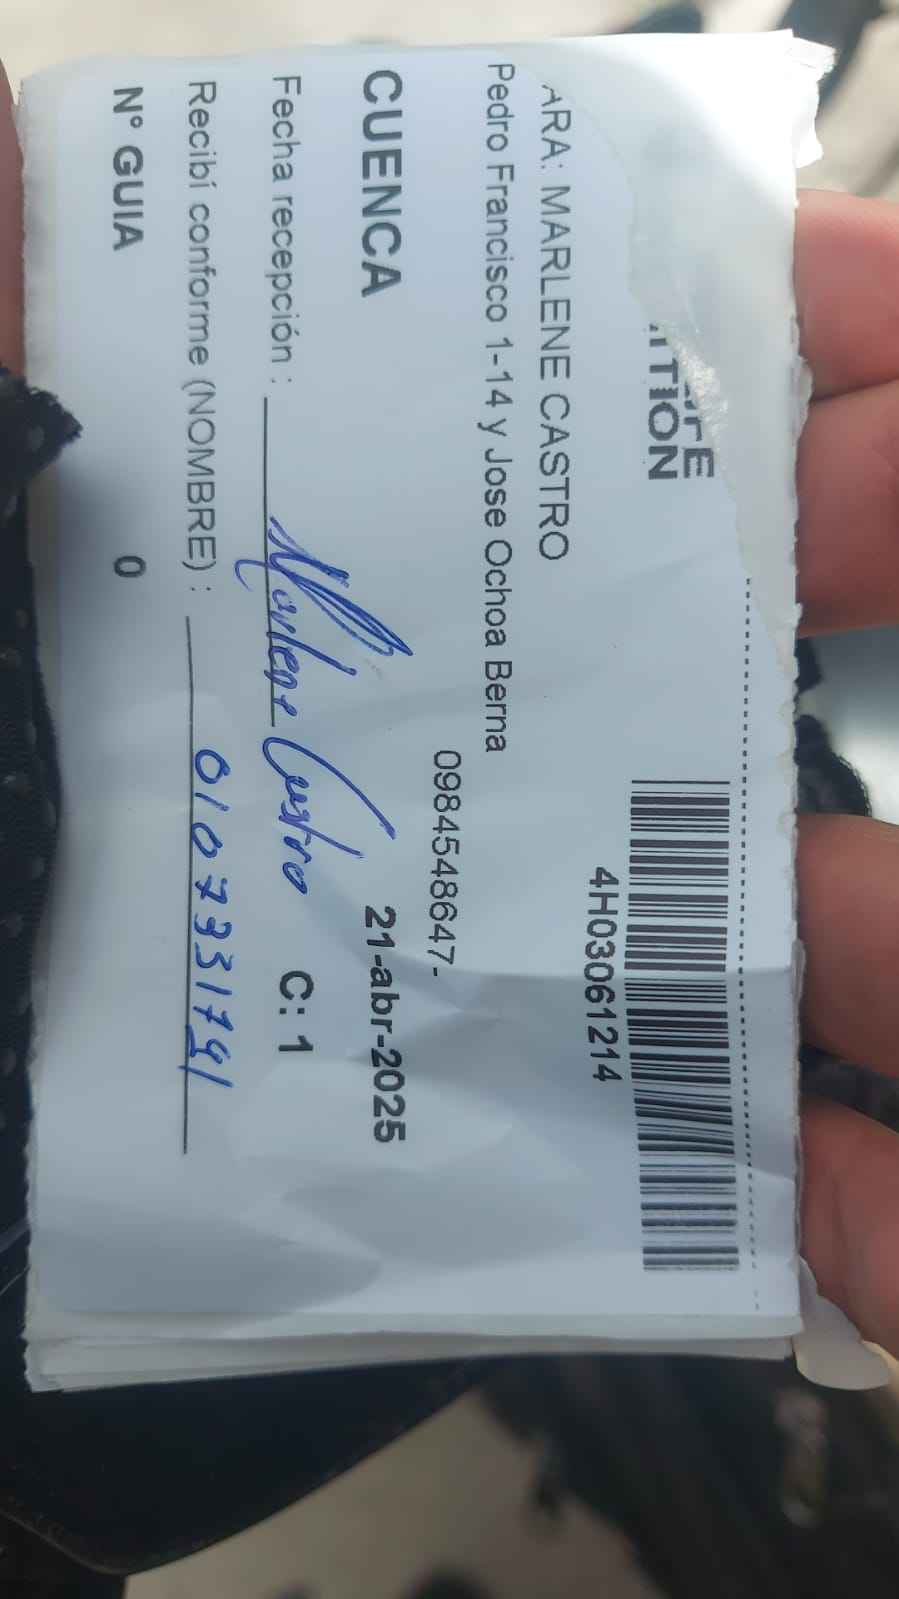 TIÓN
4H03061214
ARA: MARLENE CASTRO
Pedro Francisco 1-14 y Jose Ochoa Berna
0984548647-
CUENCA 21-abr-2025
Fecha recepción : Marlene Castro C: 1
Recibí conforme (NOMBRE) : 0107331791
N° GUIA 0